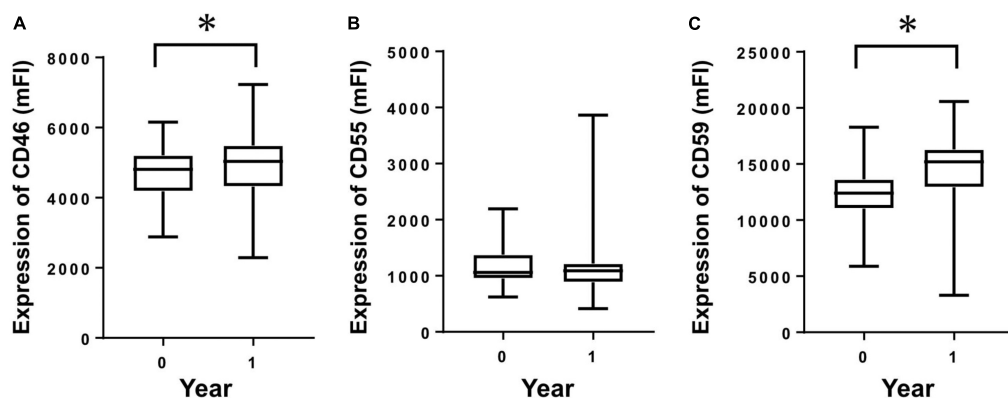 A
*
Expression of CD46 (mFI)
8000
6000
4000
2000
0
0 1
Year
B
Expression of CD55 (mFI)
5000
4000
3000
2000
1000
0
0 1
Year
C
*
Expression of CD59 (mFI)
25000
20000
15000
10000
5000
0
0 1
Year